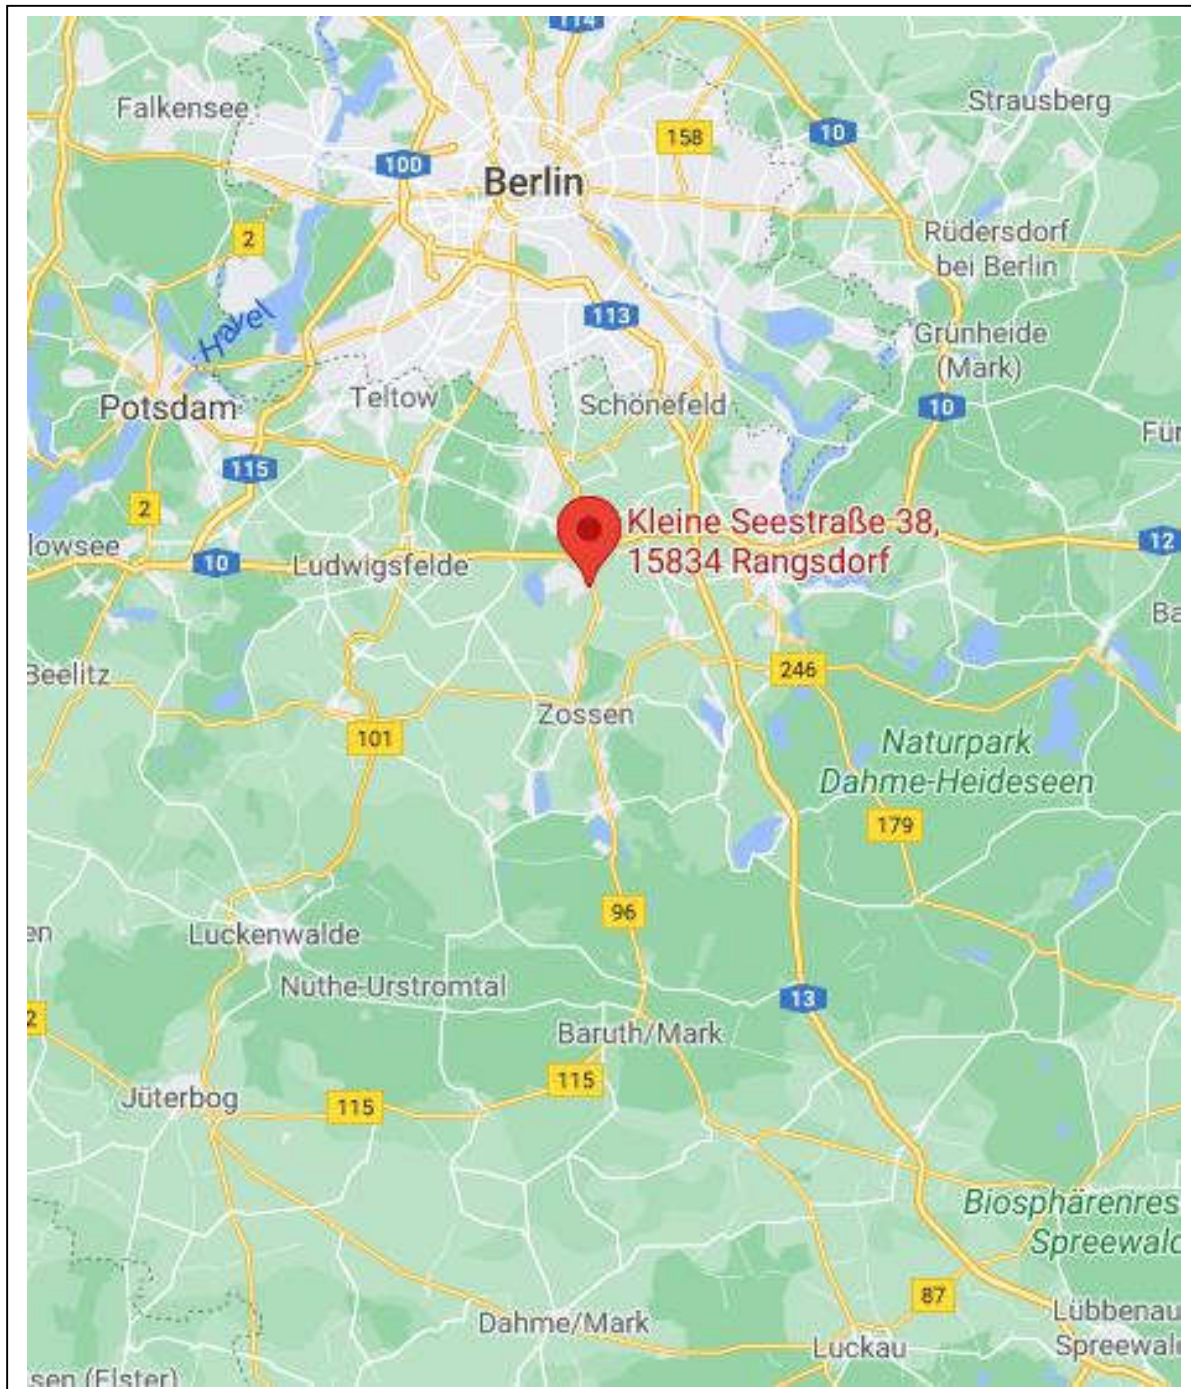 114
Falkensee
Strausberg
158
10
100
Berlin
2
Rüdersdorf
bei Berlin
Havel
113
Grünheide
(Mark)
Teltow
Schönefeld
Potsdam
10
Für
115
2
Kleine Seestraße 38,
15834 Rangsdorf
lowsee
12
10
Ludwigsfelde
Ba
Beelitz
246
Zossen
101
Naturpark
Dahme-Heideseen
179
96
en
Luckenwalde
Nuthe-Urstromtal
13
2
Baruth/Mark
115
Jüterbog
115
Biosphärenres
Spreewald
87
Lübbenau
Spreewald
Dahme/Mark
Luckau
sen (Elster)